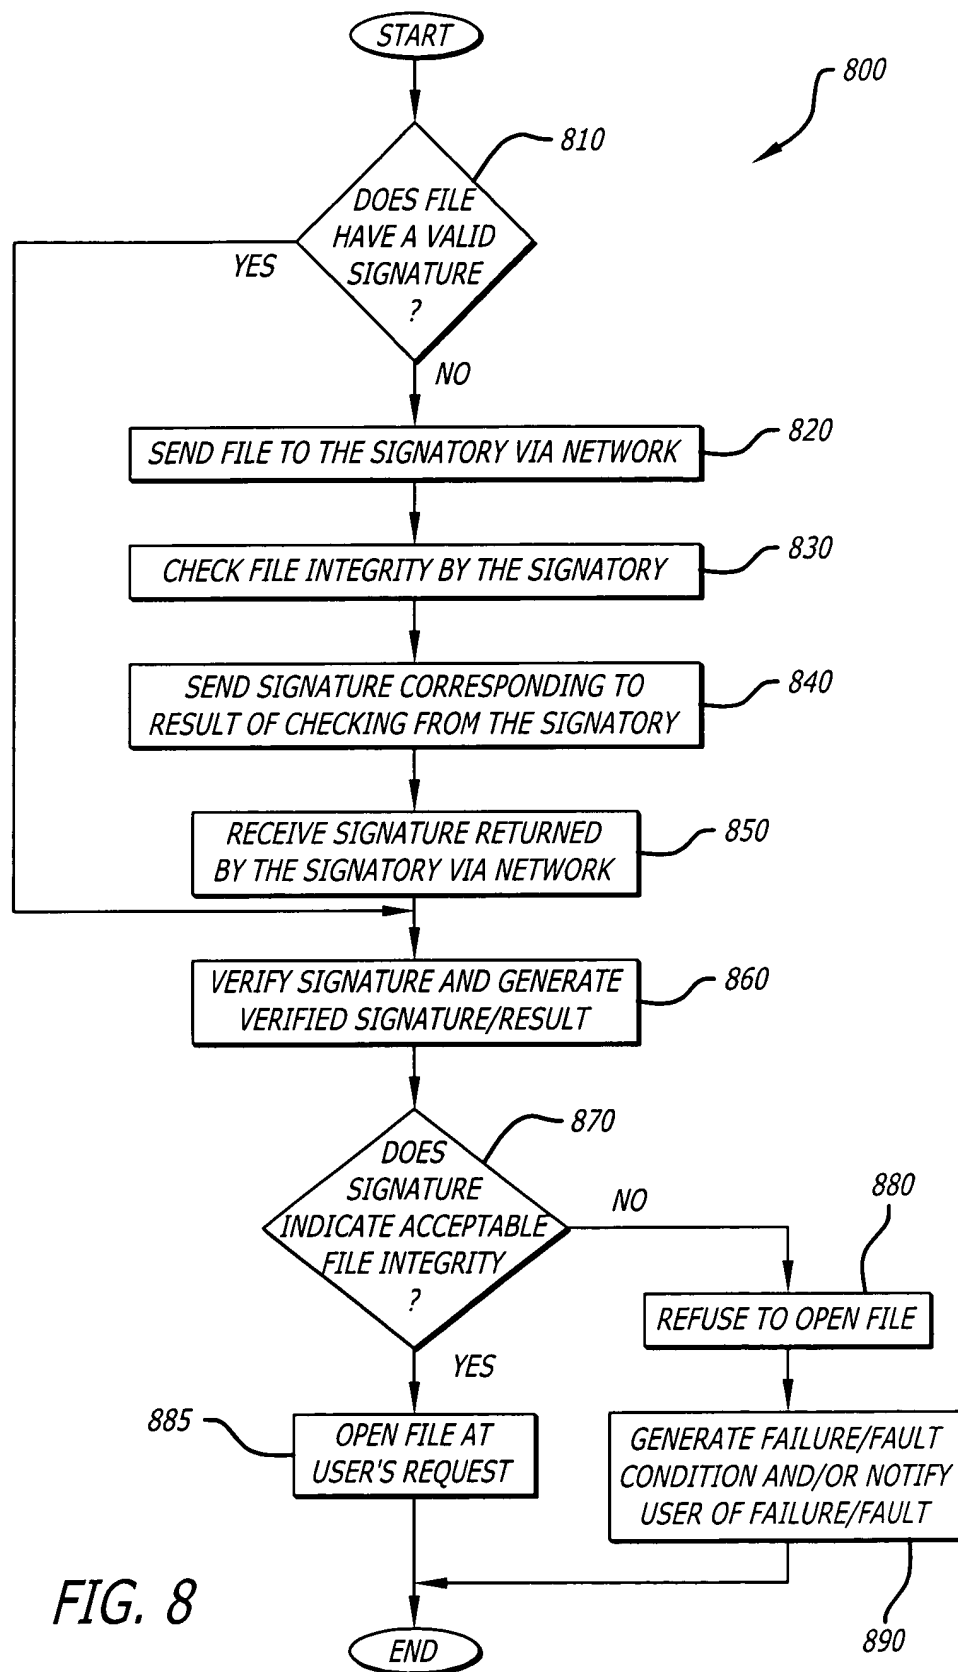 START
800
810
DOES FILE
HAVE A VALID
SIGNATURE
?
YES
NO
820
SEND FILE TO THE SIGNATORY VIA NETWORK
830
CHECK FILE INTEGRITY BY THE SIGNATORY
840
SEND SIGNATURE CORRESPONDING TO
RESULT OF CHECKING FROM THE SIGNATORY
850
RECEIVE SIGNATURE RETURNED
BY THE SIGNATORY VIA NETWORK
860
VERIFY SIGNATURE AND GENERATE
VERIFIED SIGNATURE/RESULT
870
DOES
SIGNATURE
INDICATE ACCEPTABLE
FILE INTEGRITY
?
NO
880
REFUSE TO OPEN FILE
YES
885
OPEN FILE AT
USER'S REQUEST
GENERATE FAILURE/FAULT
CONDITION AND/OR NOTIFY
USER OF FAILURE/FAULT
890
END
FIG. 8